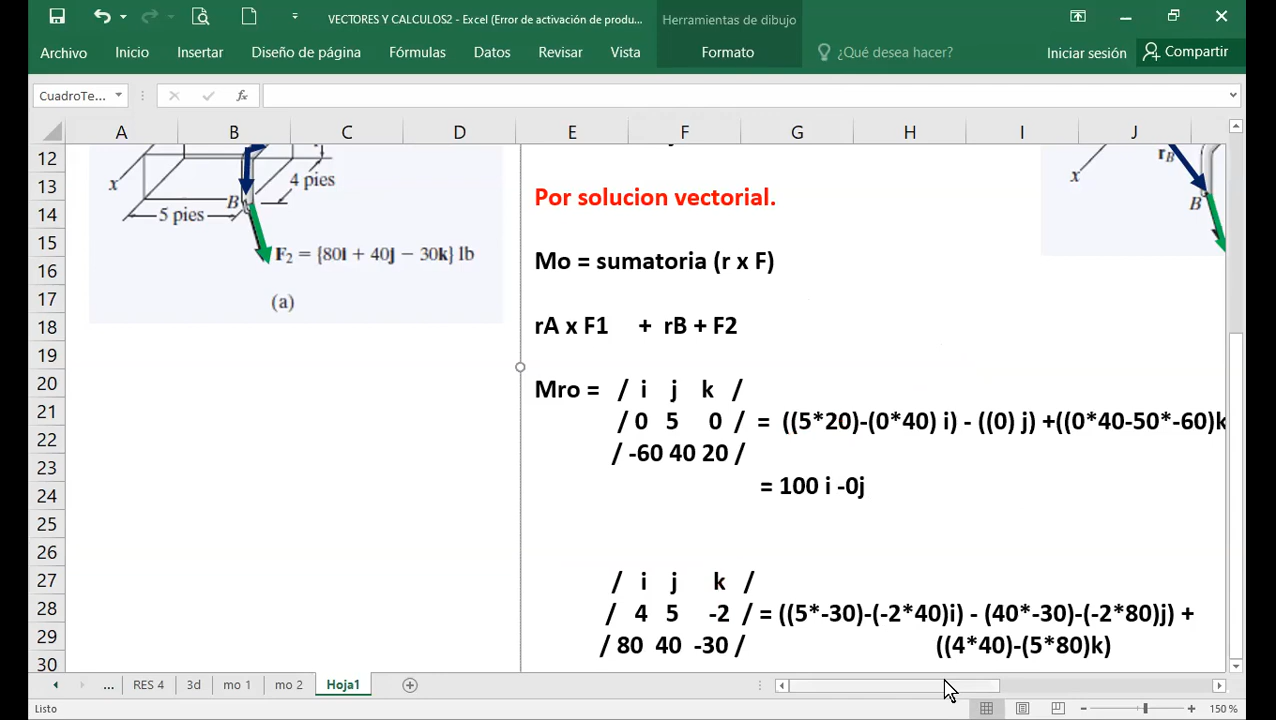 VECTORES Y CALCULOS2 - Excel (Error de activación de produ...
Herramientas de dibujo
Archivo Inicio Insertar Diseño de página Fórmulas Datos Revisar Vista Formato ¿Qué desea hacer? Iniciar sesión Compartir
CuadroTe... fx
A B C D E F G H I J
12
13
14
15
16
17
18
19
20
21
22
23
24
25
26
27
28
29
30
x
4 pies
B
5 pies
F2 = {80i + 40j − 30k} lb
(a)
Por solucion vectorial.
Mo = sumatoria (r x F)
rA x F1 + rB + F2
Mro = / i j k /
/ 0 5 0 / = ((5*20)-(0*40) i) - ((0) j) +((0*40-50*-60)k
/ -60 40 20 /
= 100 i -0j
/ i j k /
/ 4 5 -2 / = ((5*-30)-(-2*40)i) - (40*-30)-(-2*80)j) +
/ 80 40 -30 / ((4*40)-(5*80)k)
rB
x
B
... RES 4 3d mo 1 mo 2 Hoja1
Listo 150 %